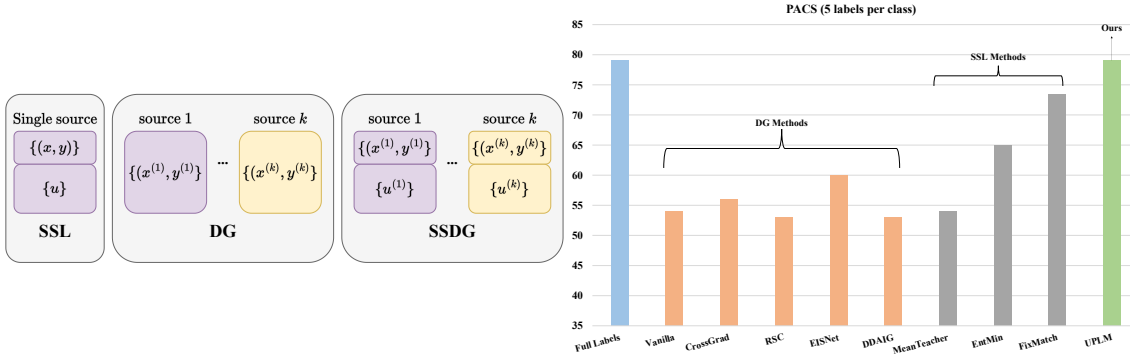 Single source
{(x, y)}
{u}
SSL
source 1
source k
{(x^(1), y^(1))}
...
{(x^(k), y^(k))}
DG
source 1
source k
{(x^(1), y^(1)}
{(x^(k), y^(k)}
...
{u^(1)}
{u^(k)}
SSDG
PACS (5 labels per class)
85
80
75
70
65
60
55
50
45
40
35
DG Methods
SSL Methods
Ours
Full Labels
Vanilla
CrossGrad
RSC
EISNet
DDAIG
MeanTeacher
EntMin
FixMatch
UPLM